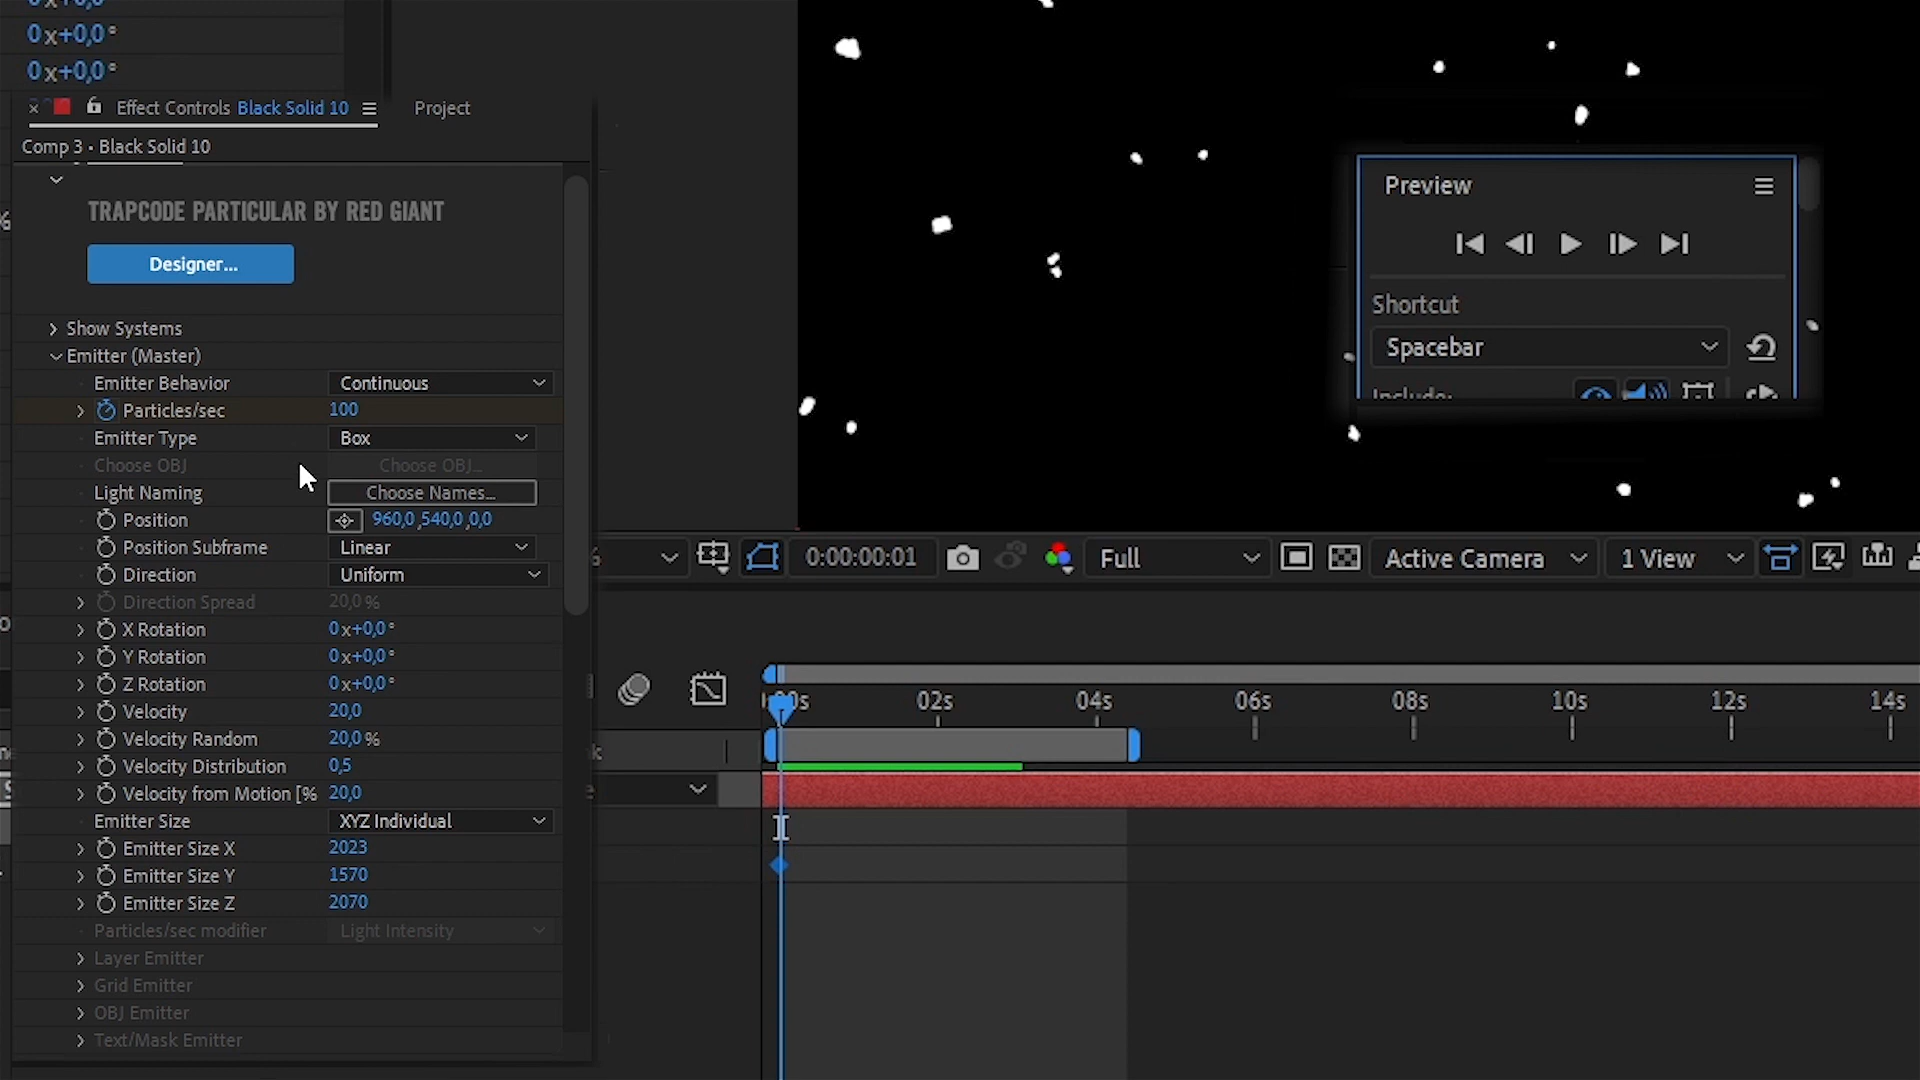 0x+0,0°
0x+0,0°
Effect Controls Black Solid 10
Project
Comp 3 • Black Solid 10
TRAPCODE PARTICULAR BY RED GIANT
Designer...
Show Systems
Emitter (Master)
Emitter Behavior Continuous
Particles/sec 100
Emitter Type Box
Choose OBJ Choose OBJ...
Light Naming Choose Names...
Position 960,0 ,540,0 ,0,0
Position Subframe Linear
Direction Uniform
Direction Spread 20,0 %
X Rotation 0x+0,0°
Y Rotation 0x+0,0°
Z Rotation 0x+0,0°
Velocity 20,0
Velocity Random 20,0 %
Velocity Distribution 0,5
Velocity from Motion [% 20,0
Emitter Size XYZ Individual
Emitter Size X 2023
Emitter Size Y 1570
Emitter Size Z 2070
Particles/sec modifier Light Intensity
Layer Emitter
Grid Emitter
OBJ Emitter
Text/Mask Emitter
Preview
Shortcut
Spacebar
Include:
% 0:00:00:01 Full Active Camera 1 View
02s 04s 06s 08s 10s 12s 14s